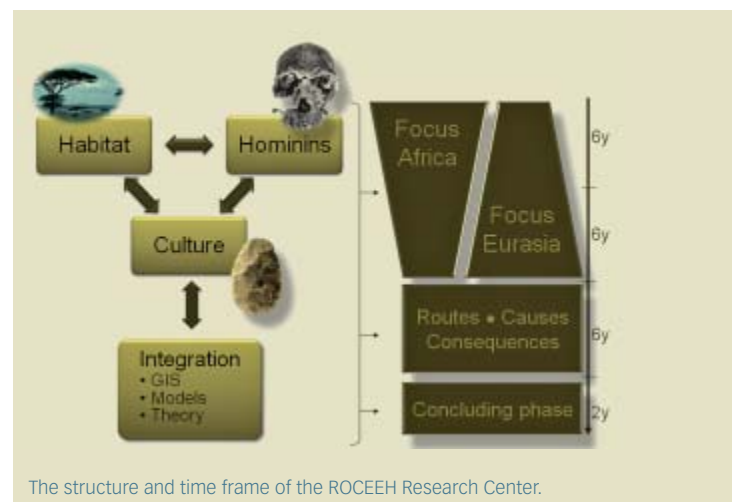 Habitat
Hominins
Culture
Integration
• GIS
• Models
• Theory
Focus
Africa
Focus
Eurasia
Routes • Causes
Consequences
Concluding phase
6y
6y
6y
2y
The structure and time frame of the ROCEEH Research Center.